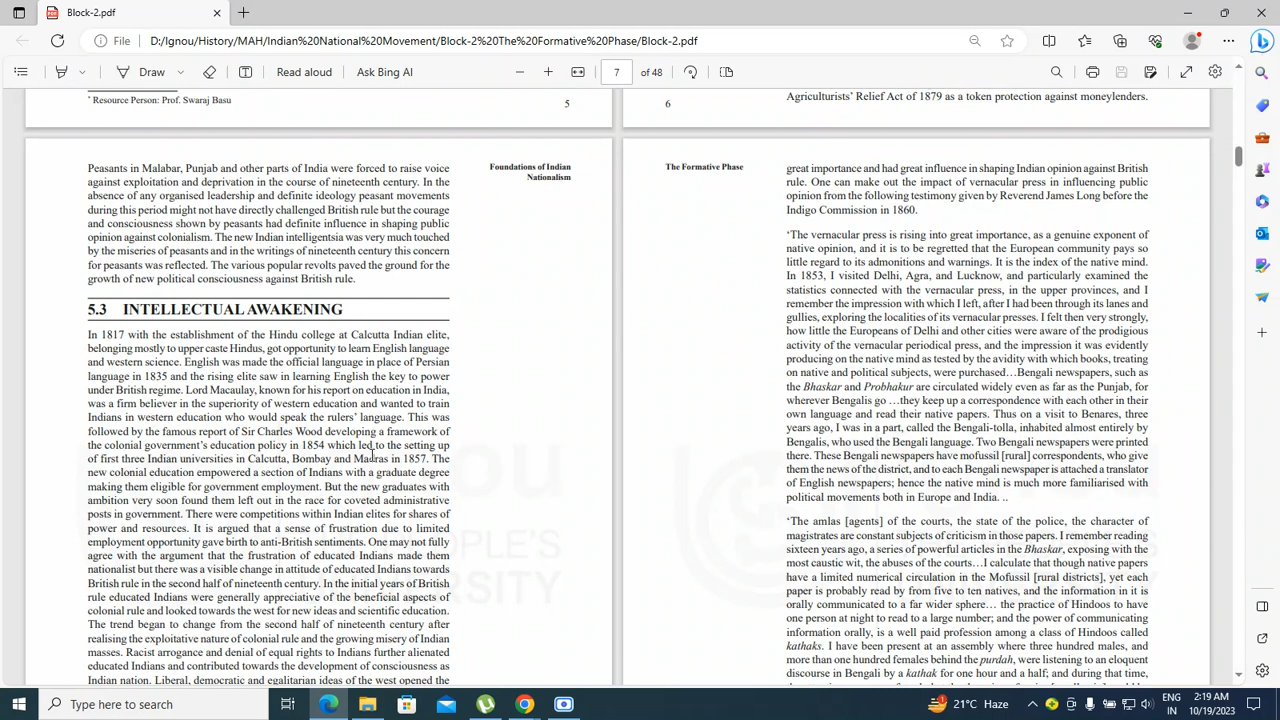 Block-2.pdf
File
D:/Ignou/History/MAH/Indian%20National%20Movement/Block-2%20The%20Formative%20Phase/Block-2.pdf
Draw
Read aloud
Ask Bing AI
7
of 48
* Resource Person: Prof. Swaraj Basu
5
Peasants in Malabar, Punjab and other parts of India were forced to raise voice
against exploitation and deprivation in the course of nineteenth century. In the
absence of any organised leadership and definite ideology peasant movements
during this period might not have directly challenged British rule but the courage
and consciousness shown by peasants had definite influence in shaping public
opinion against colonialism. The new Indian intelligentsia was very much touched
by the miseries of peasants and in the writings of nineteenth century this concern
for peasants was reflected. The various popular revolts paved the ground for the
growth of new political consciousness against British rule.
Foundations of Indian
Nationalism
5.3 INTELLECTUAL AWAKENING
In 1817 with the establishment of the Hindu college at Calcutta Indian elite,
belonging mostly to upper caste Hindus, got opportunity to learn English language
and western science. English was made the official language in place of Persian
language in 1835 and the rising elite saw in learning English the key to power
under British regime. Lord Macaulay, known for his report on education in India,
was a firm believer in the superiority of western education and wanted to train
Indians in western education who would speak the rulers' language. This was
followed by the famous report of Sir Charles Wood developing a framework of
the colonial government's education policy in 1854 which led to the setting up
of first three Indian universities in Calcutta, Bombay and Madras in 1857. The
new colonial education empowered a section of Indians with a graduate degree
making them eligible for government employment. But the new graduates with
ambition very soon found them left out in the race for coveted administrative
posts in government. There were competitions within Indian elites for shares of
power and resources. It is argued that a sense of frustration due to limited
employment opportunity gave birth to anti-British sentiments. One may not fully
agree with the argument that the frustration of educated Indians made them
nationalist but there was a visible change in attitude of educated Indians towards
British rule in the second half of nineteenth century. In the initial years of British
rule educated Indians were generally appreciative of the beneficial aspects of
colonial rule and looked towards the west for new ideas and scientific education.
The trend began to change from the second half of nineteenth century after
realising the exploitative nature of colonial rule and the growing misery of Indian
masses. Racist arrogance and denial of equal rights to Indians further alienated
educated Indians and contributed towards the development of consciousness as
Indian nation. Liberal, democratic and egalitarian ideas of the west opened the
6
Agriculturists' Relief Act of 1879 as a token protection against moneylenders.
The Formative Phase
great importance and had great influence in shaping Indian opinion against British
rule. One can make out the impact of vernacular press in influencing public
opinion from the following testimony given by Reverend James Long before the
Indigo Commission in 1860.
'The vernacular press is rising into great importance, as a genuine exponent of
native opinion, and it is to be regretted that the European community pays so
little regard to its admonitions and warnings. It is the index of the native mind.
In 1853, I visited Delhi, Agra, and Lucknow, and particularly examined the
statistics connected with the vernacular press, in the upper provinces, and I
remember the impression with which I left, after I had been through its lanes and
gullies, exploring the localities of its vernacular presses. I felt then very strongly,
how little the Europeans of Delhi and other cities were aware of the prodigious
activity of the vernacular periodical press, and the impression it was evidently
producing on the native mind as tested by the avidity with which books, treating
on native and political subjects, were purchased…Bengali newspapers, such as
the Bhaskar and Probhakur are circulated widely even as far as the Punjab, for
wherever Bengalis go …they keep up a correspondence with each other in their
own language and read their native papers. Thus on a visit to Benares, three
years ago, I was in a part, called the Bengali-tolla, inhabited almost entirely by
Bengalis, who used the Bengali language. Two Bengali newspapers were printed
there. These Bengali newspapers have mofussil [rural] correspondents, who give
them the news of the district, and to each Bengali newspaper is attached a translator
of English newspapers; hence the native mind is much more familiarised with
political movements both in Europe and India. ..
'The amlas [agents] of the courts, the state of the police, the character of
magistrates are constant subjects of criticism in those papers. I remember reading
sixteen years ago, a series of powerful articles in the Bhaskar, exposing with the
most caustic wit, the abuses of the courts…I calculate that though native papers
have a limited numerical circulation in the Mofussil [rural districts], yet each
paper is probably read by from five to ten natives, and the information in it is
orally communicated to a far wider sphere… the practice of Hindoos to have
one person at night to read to a large number; and the power of communicating
information orally, is a well paid profession among a class of Hindoos called
kathaks. I have been present at an assembly where three hundred males, and
more than one hundred females behind the purdah, were listening to an eloquent
discourse in Bengali by a kathak for one hour and a half; and during that time,
Type here to search
21°C Haze
ENG
IN
2:19 AM
10/19/2023